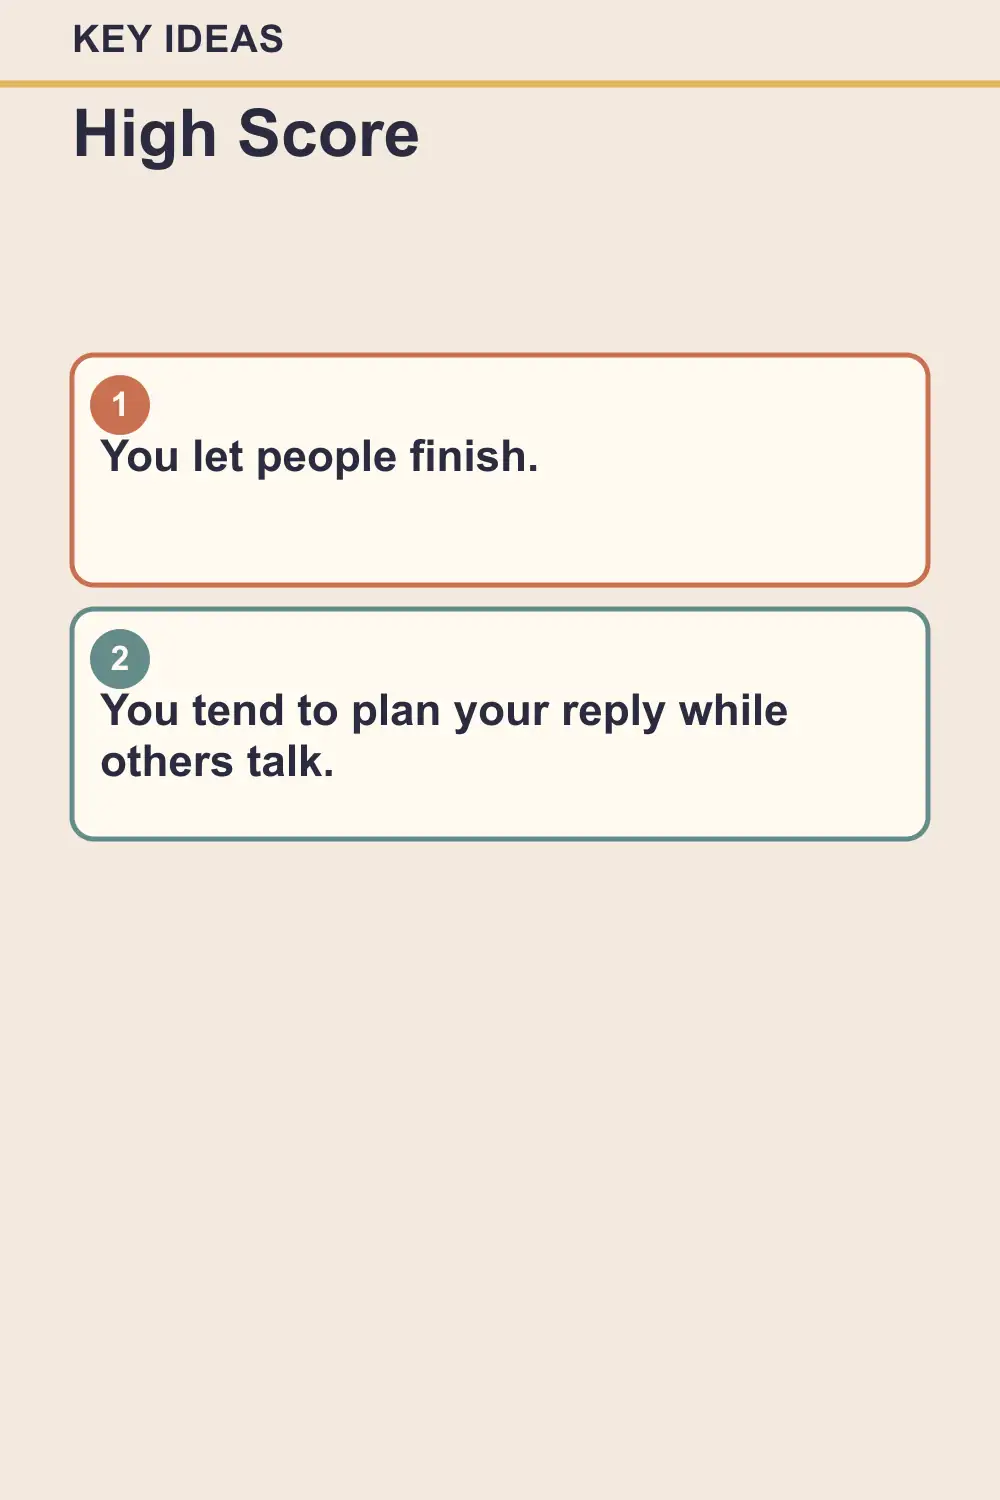 KEY IDEAS
High Score
1
You let people finish.
2
You tend to plan your reply while
others talk.